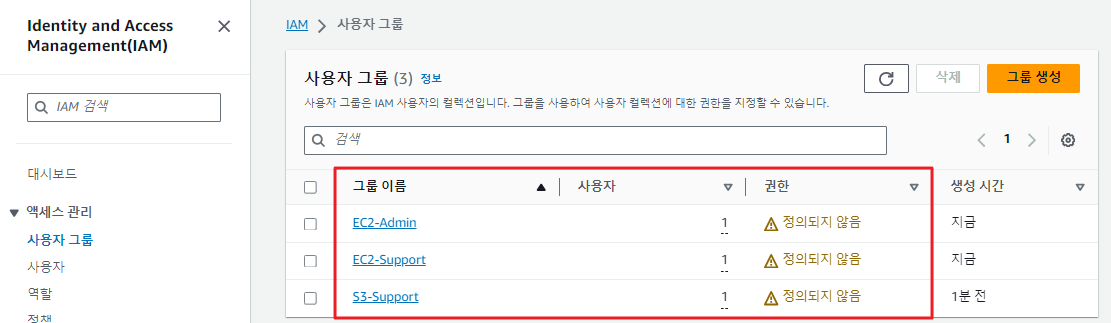 Identity and Access
Management(IAM)
IAM 검색
대시보드
액세스 관리
사용자 그룹
사용자
역할
정책
IAM > 사용자 그룹
사용자 그룹 (3) 정보
삭제
그룹 생성
사용자 그룹은 IAM 사용자의 컬렉션입니다. 그룹을 사용하여 사용자 컬렉션에 대한 권한을 지정할 수 있습니다.
검색
1
그룹 이름 사용자 권한 생성 시간
EC2-Admin 1 정의되지 않음 지금
EC2-Support 1 정의되지 않음 지금
S3-Support 1 정의되지 않음 1분 전